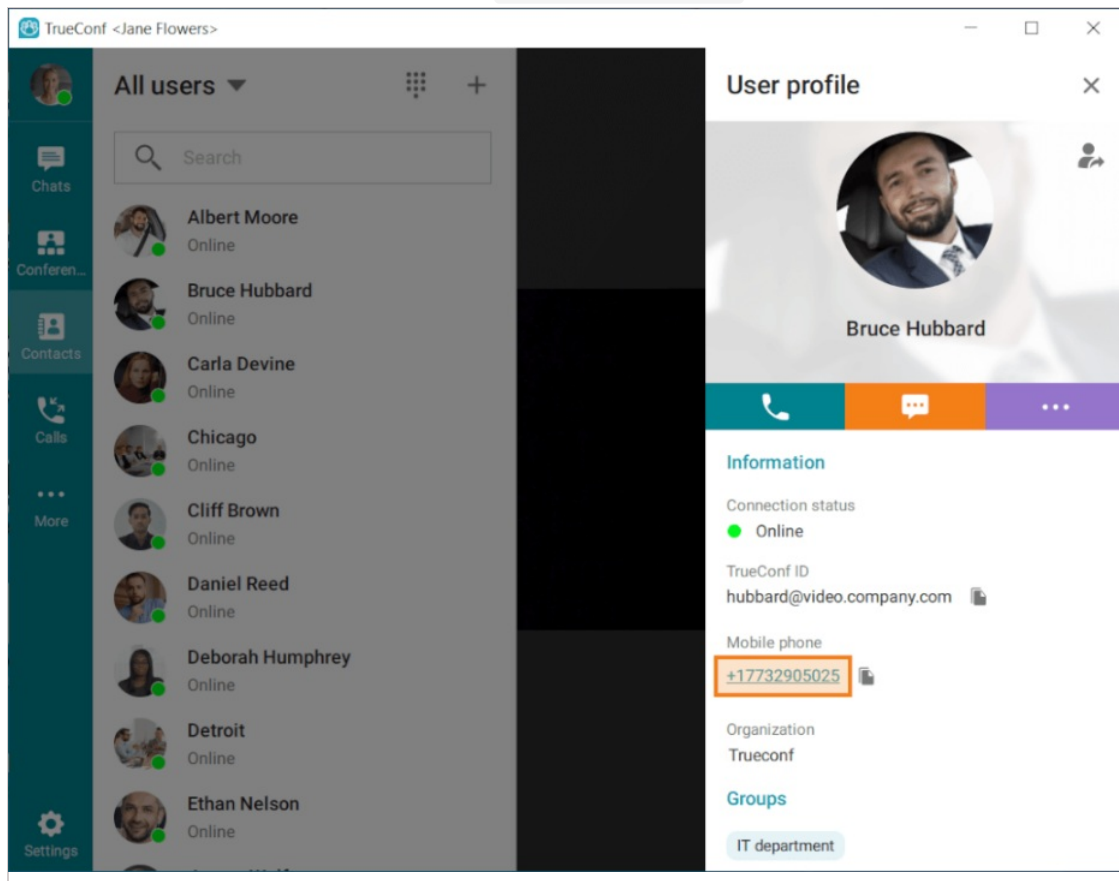 TrueConf <Jane Flowers>
All users
Search
Chats
Conferen...
Contacts
Calls
More
Settings
Albert Moore
Online
Bruce Hubbard
Online
Carla Devine
Online
Chicago
Online
Cliff Brown
Online
Daniel Reed
Online
Deborah Humphrey
Online
Detroit
Online
Ethan Nelson
Online
User profile
Bruce Hubbard
Information
Connection status
Online
TrueConf ID
hubbard@video.company.com
Mobile phone
+17732905025
Organization
Trueconf
Groups
IT department